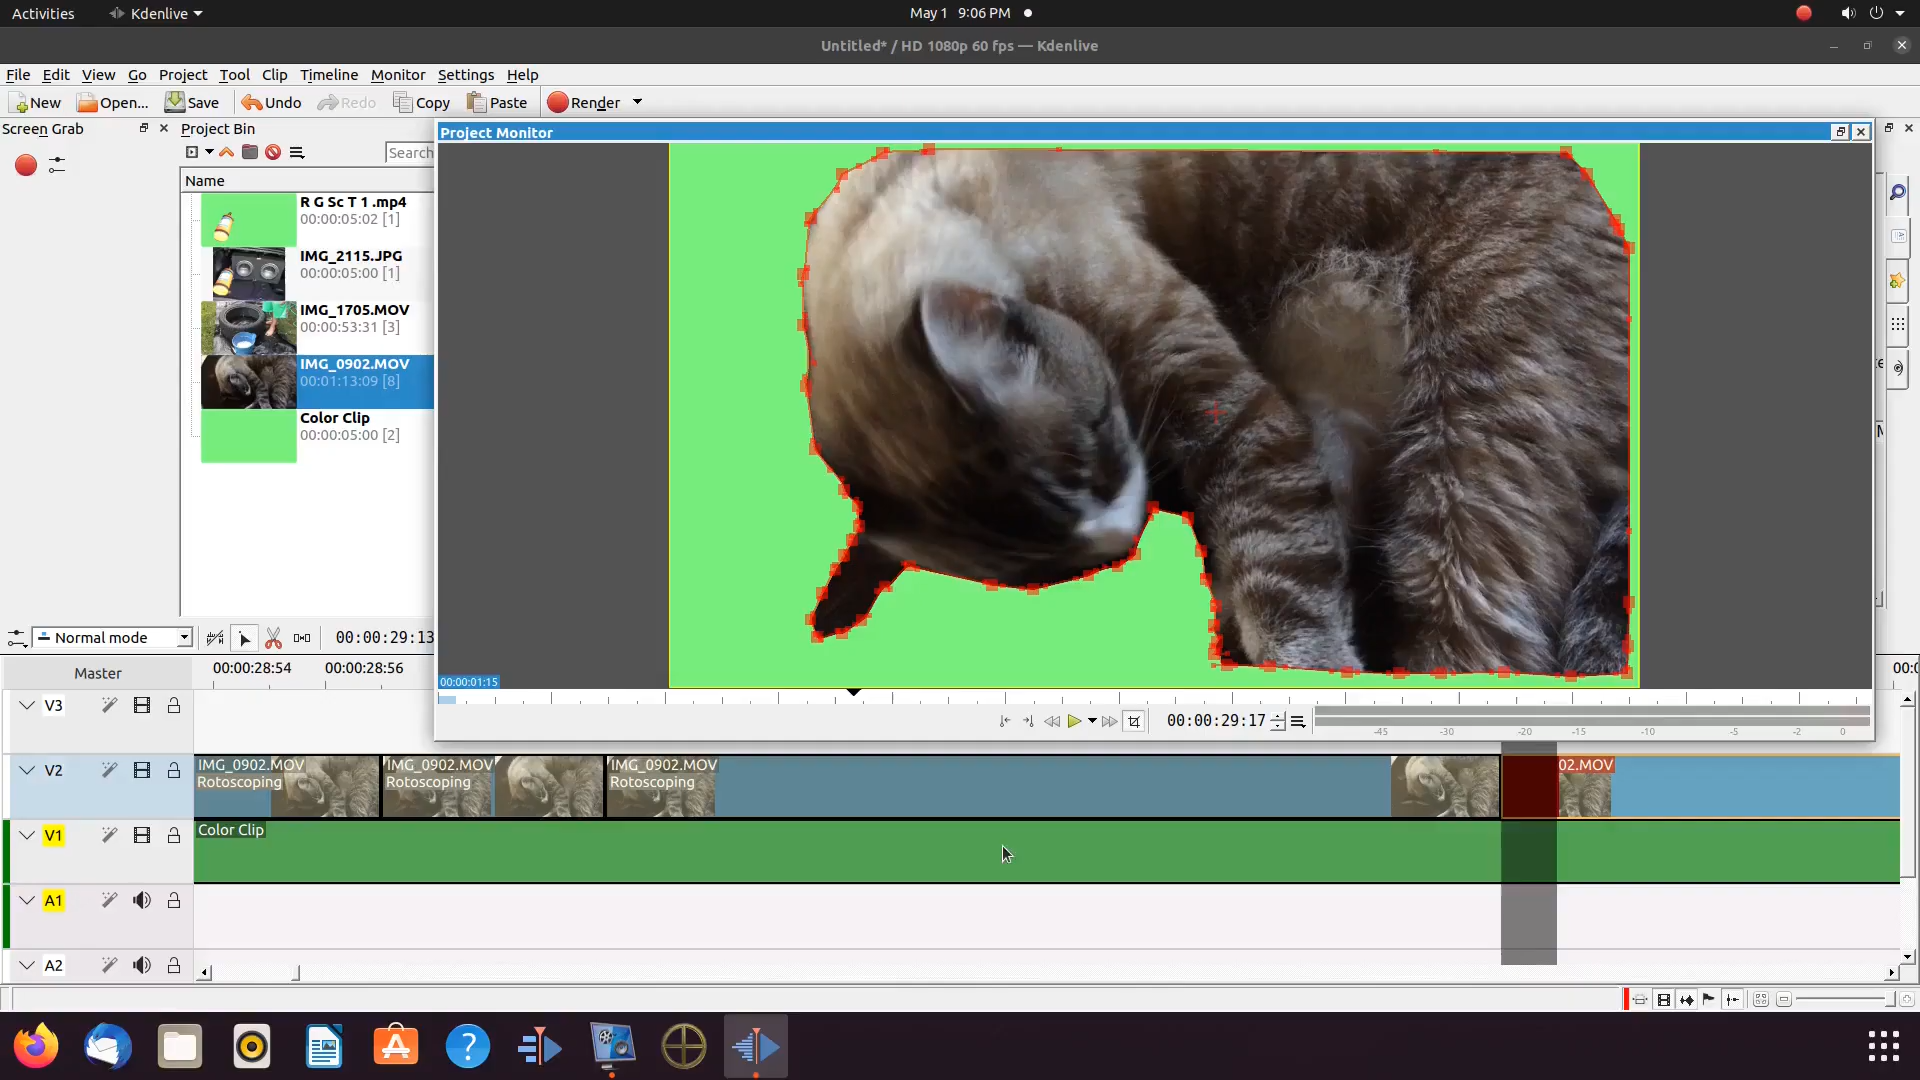 Activities
Kdenlive
May 1 9:06 PM
Untitled* / HD 1080p 60 fps — Kdenlive
File Edit View Go Project Tool Clip Timeline Monitor Settings Help
New Open... Save Undo Redo Copy Paste Render
Screen Grab
Project Bin
Project Monitor
Search
Name
R G Sc T 1 .mp4
00:00:05:02 [1]
IMG_2115.JPG
00:00:05:00 [1]
IMG_1705.MOV
00:00:53:31 [3]
IMG_0902.MOV
00:01:13:09 [8]
Color Clip
00:00:05:00 [2]
Normal mode
00:00:29:13
00:00:01:15
Master
00:00:28:54
00:00:28:56
00:00:29:17
-45 -30 -20 -15 -10 -5 -2 0
V3
V2
IMG_0902.MOV
Rotoscoping
IMG_0902.MOV
Rotoscoping
IMG_0902.MOV
Rotoscoping
02.MOV
V1
Color Clip
A1
A2